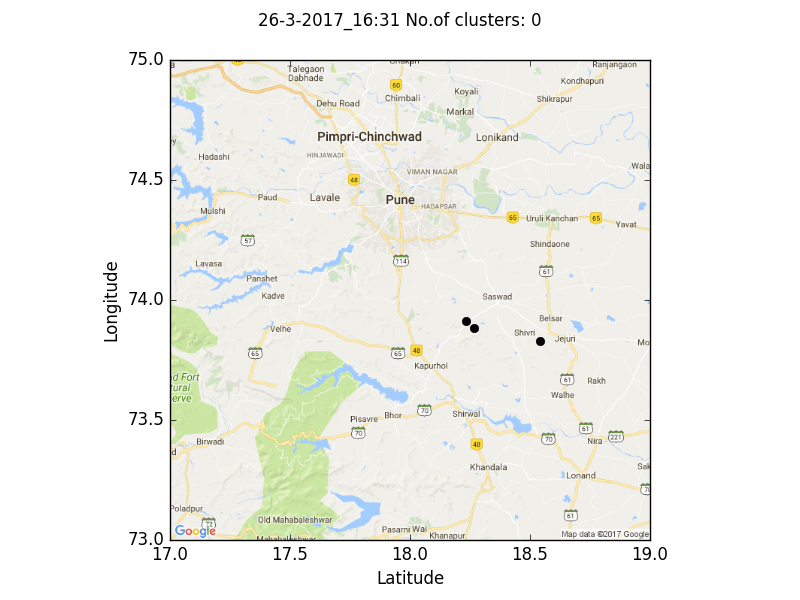 26-3-2017_16:31 No.of clusters: 0
75.0
74.5
74.0
73.5
73.0
Longitude
Talegaon
Dabhade
60
Chimbali
Koyali
Ranjangaon
Kondhapuri
Dehu Road
Markal
Shikrapur
Pimpri-Chinchwad
Lonikand
HINJAWADI
Hadashi
VIMAN NAGAR
Wala
48
Paud
Lavale
Pune
HADAPSAR
Mulshi
65
Uruli Kanchan
65
Yavat
57
Shindaone
114
Lavasa
61
Panshet
Kadve
Saswad
Velhe
Belsar
Shivri
Jejuri
Mo
65
65
48
Kapurhol
nd Fort
tural
serve
61
Rakh
Walhe
Pisavre
Bhor
70
Shirwal
70
61
Birwadi
48
70
Nira
221
Khandala
Sak
Lonand
70
Poladpur
72
Old Mahabaleshwar
61
Pasarni
Wai
Khanapur
Mahabaleshwar
Google
Map data ©2017 Google
17.0
17.5
18.0
18.5
19.0
Latitude